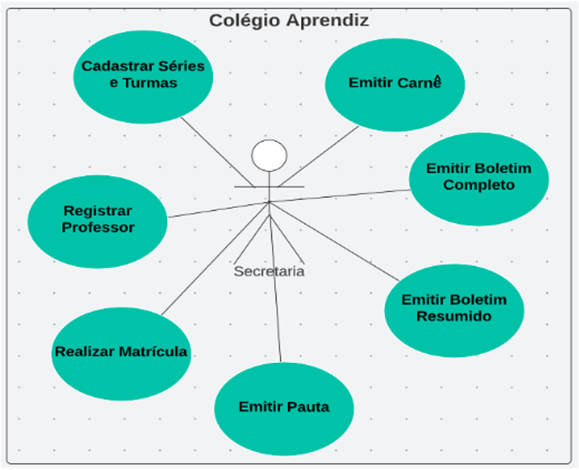 Colégio Aprendiz
Cadastrar Séries
e Turmas
Emitir Carnê
Emitir Boletim
Completo
Registrar
Professor
Secretaria
Emitir Boletim
Resumido
Realizar Matrícula
Emitir Pauta